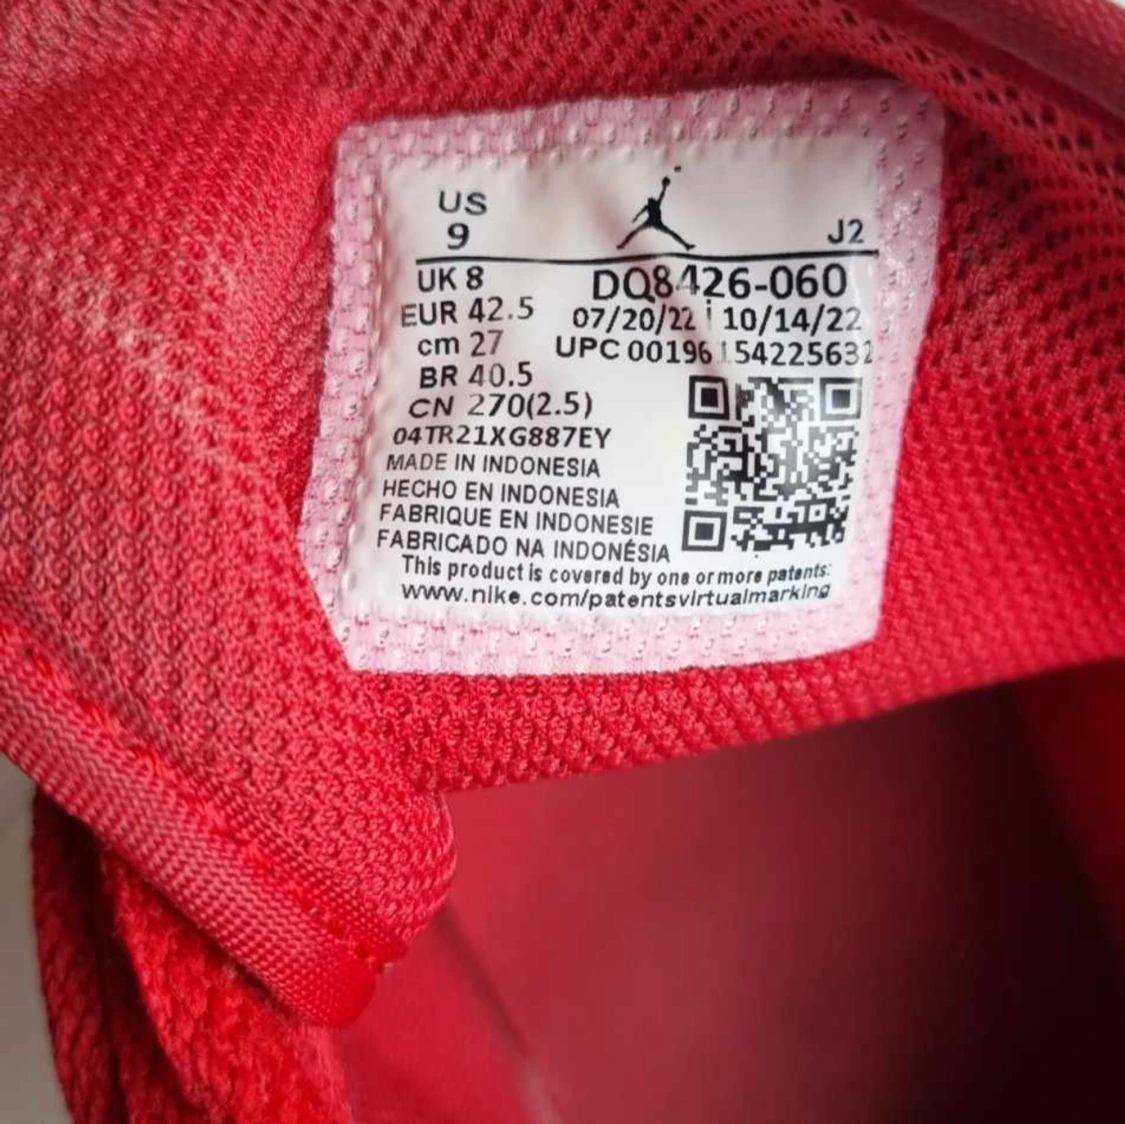 US
9
J2
UK 8
DQ8426-060
EUR 42.5
07/20/22 | 10/14/22
cm 27
UPC 00196154225632
BR 40.5
CN 270(2.5)
04TR21XG887EY
MADE IN INDONESIA
HECHO EN INDONESIA
FABRIQUE EN INDONESIE
FABRICADO NA INDONÉSIA
This product is covered by one or more patents:
www.nike.com/patentsvirtualmarking